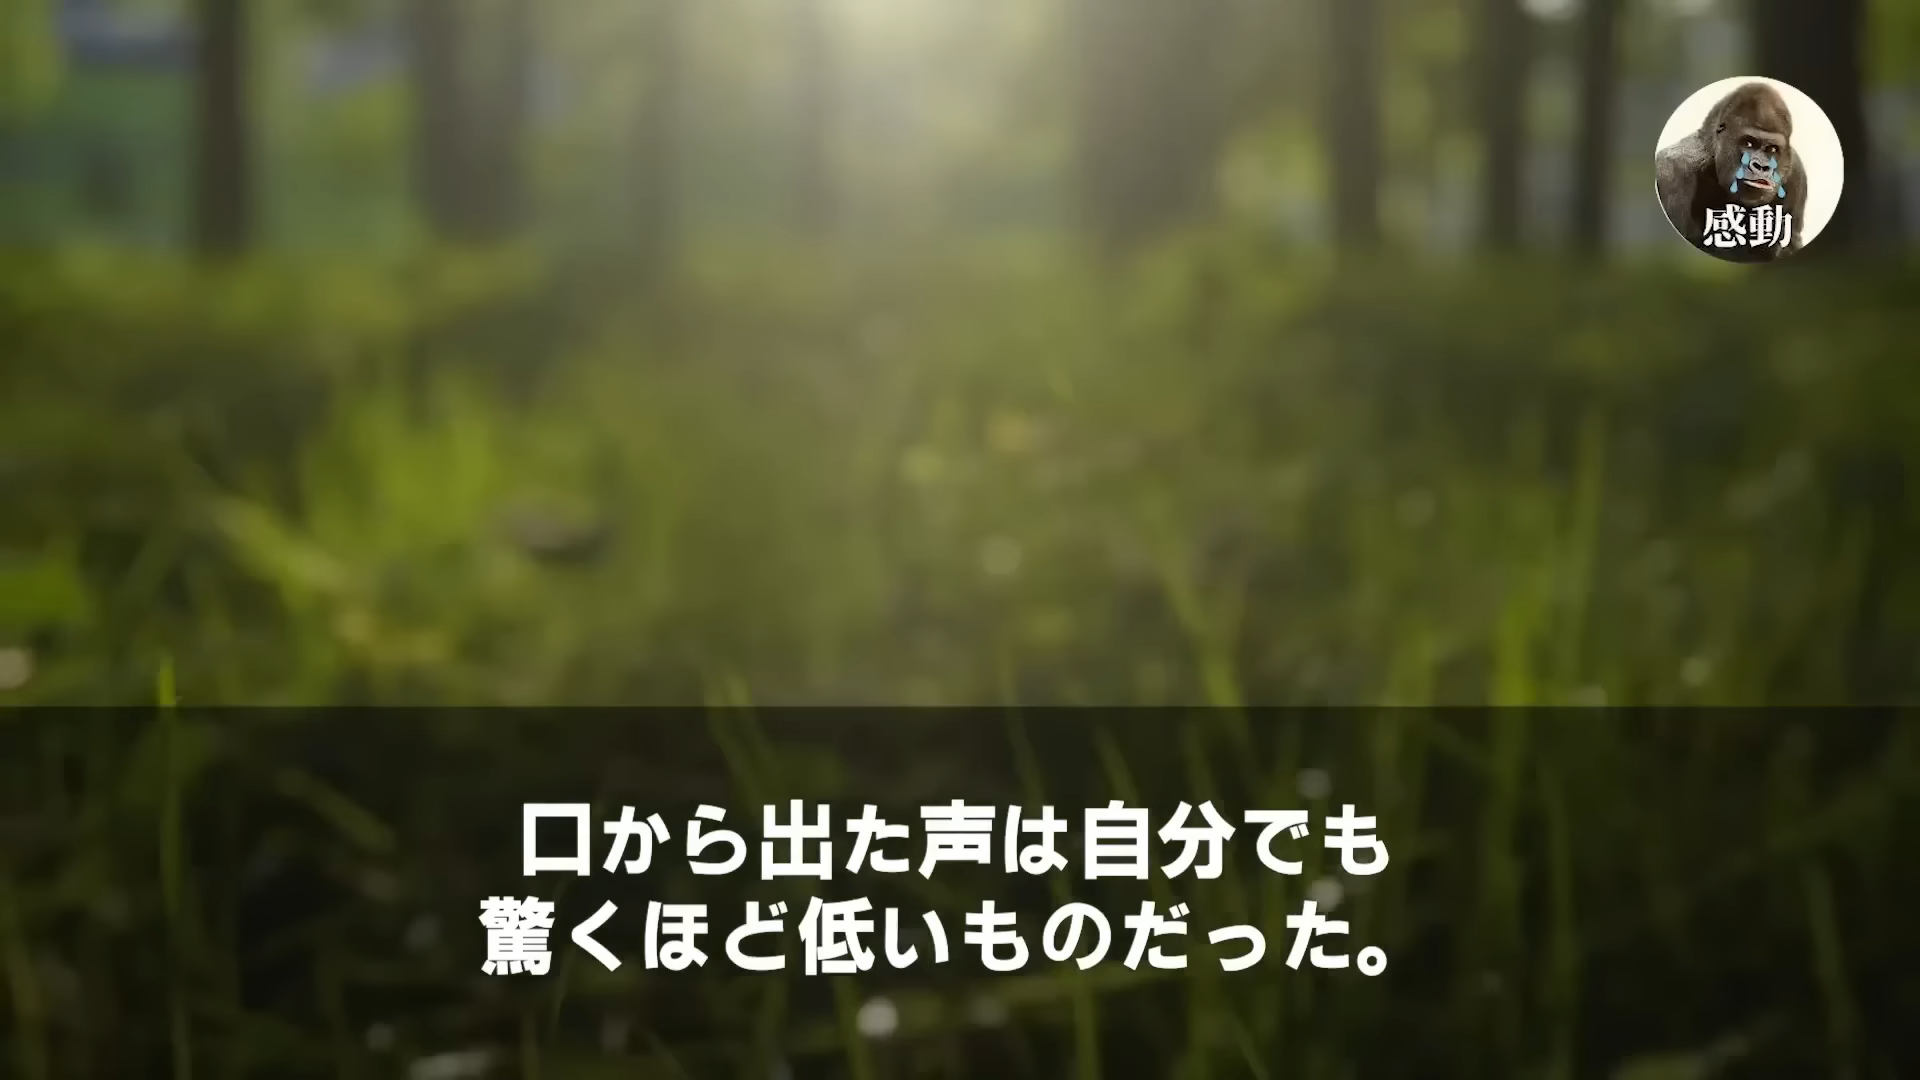 感動
口から出た声は自分でも
驚くほど低いものだった。